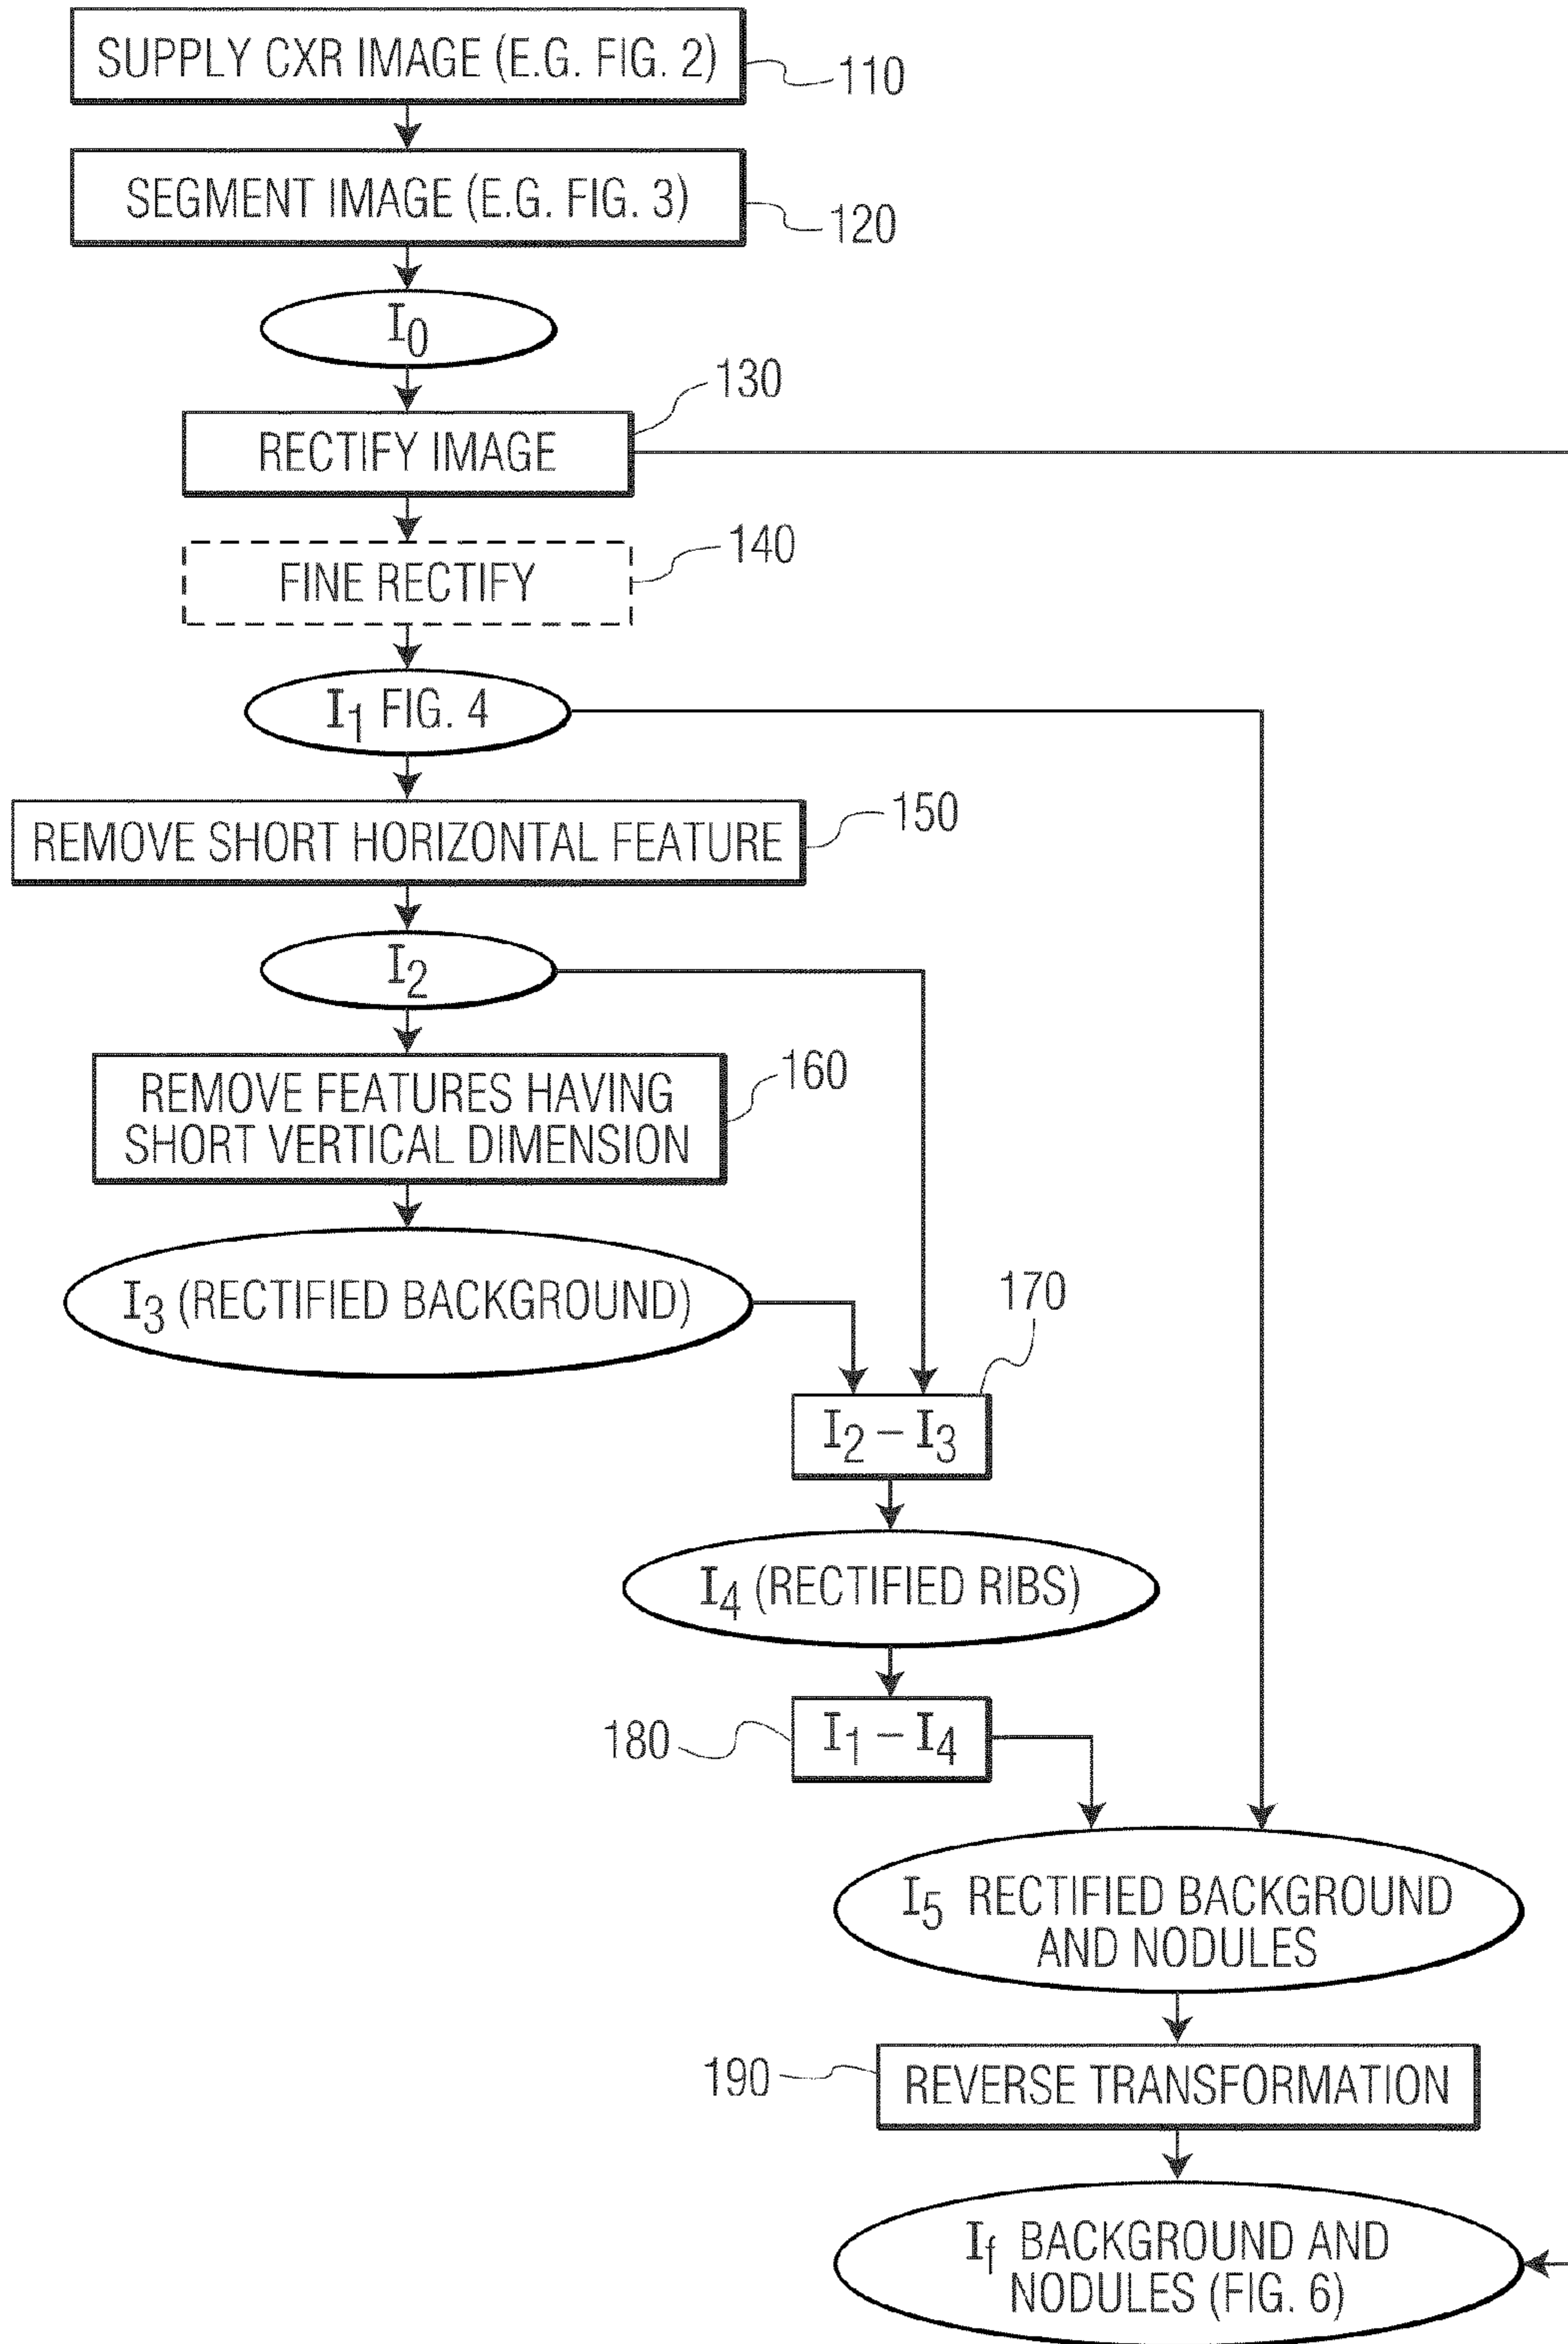 SUPPLY CXR IMAGE (E.G. FIG. 2)
110
SEGMENT IMAGE (E.G. FIG. 3)
120
I0
130
RECTIFY IMAGE
140
FINE RECTIFY
I1 FIG. 4
150
REMOVE SHORT HORIZONTAL FEATURE
I2
160
REMOVE FEATURES HAVING
SHORT VERTICAL DIMENSION
I3 (RECTIFIED BACKGROUND)
170
I2 – I3
I4 (RECTIFIED RIBS)
180
I1 – I4
I5 RECTIFIED BACKGROUND
AND NODULES
190
REVERSE TRANSFORMATION
If BACKGROUND AND
NODULES (FIG. 6)